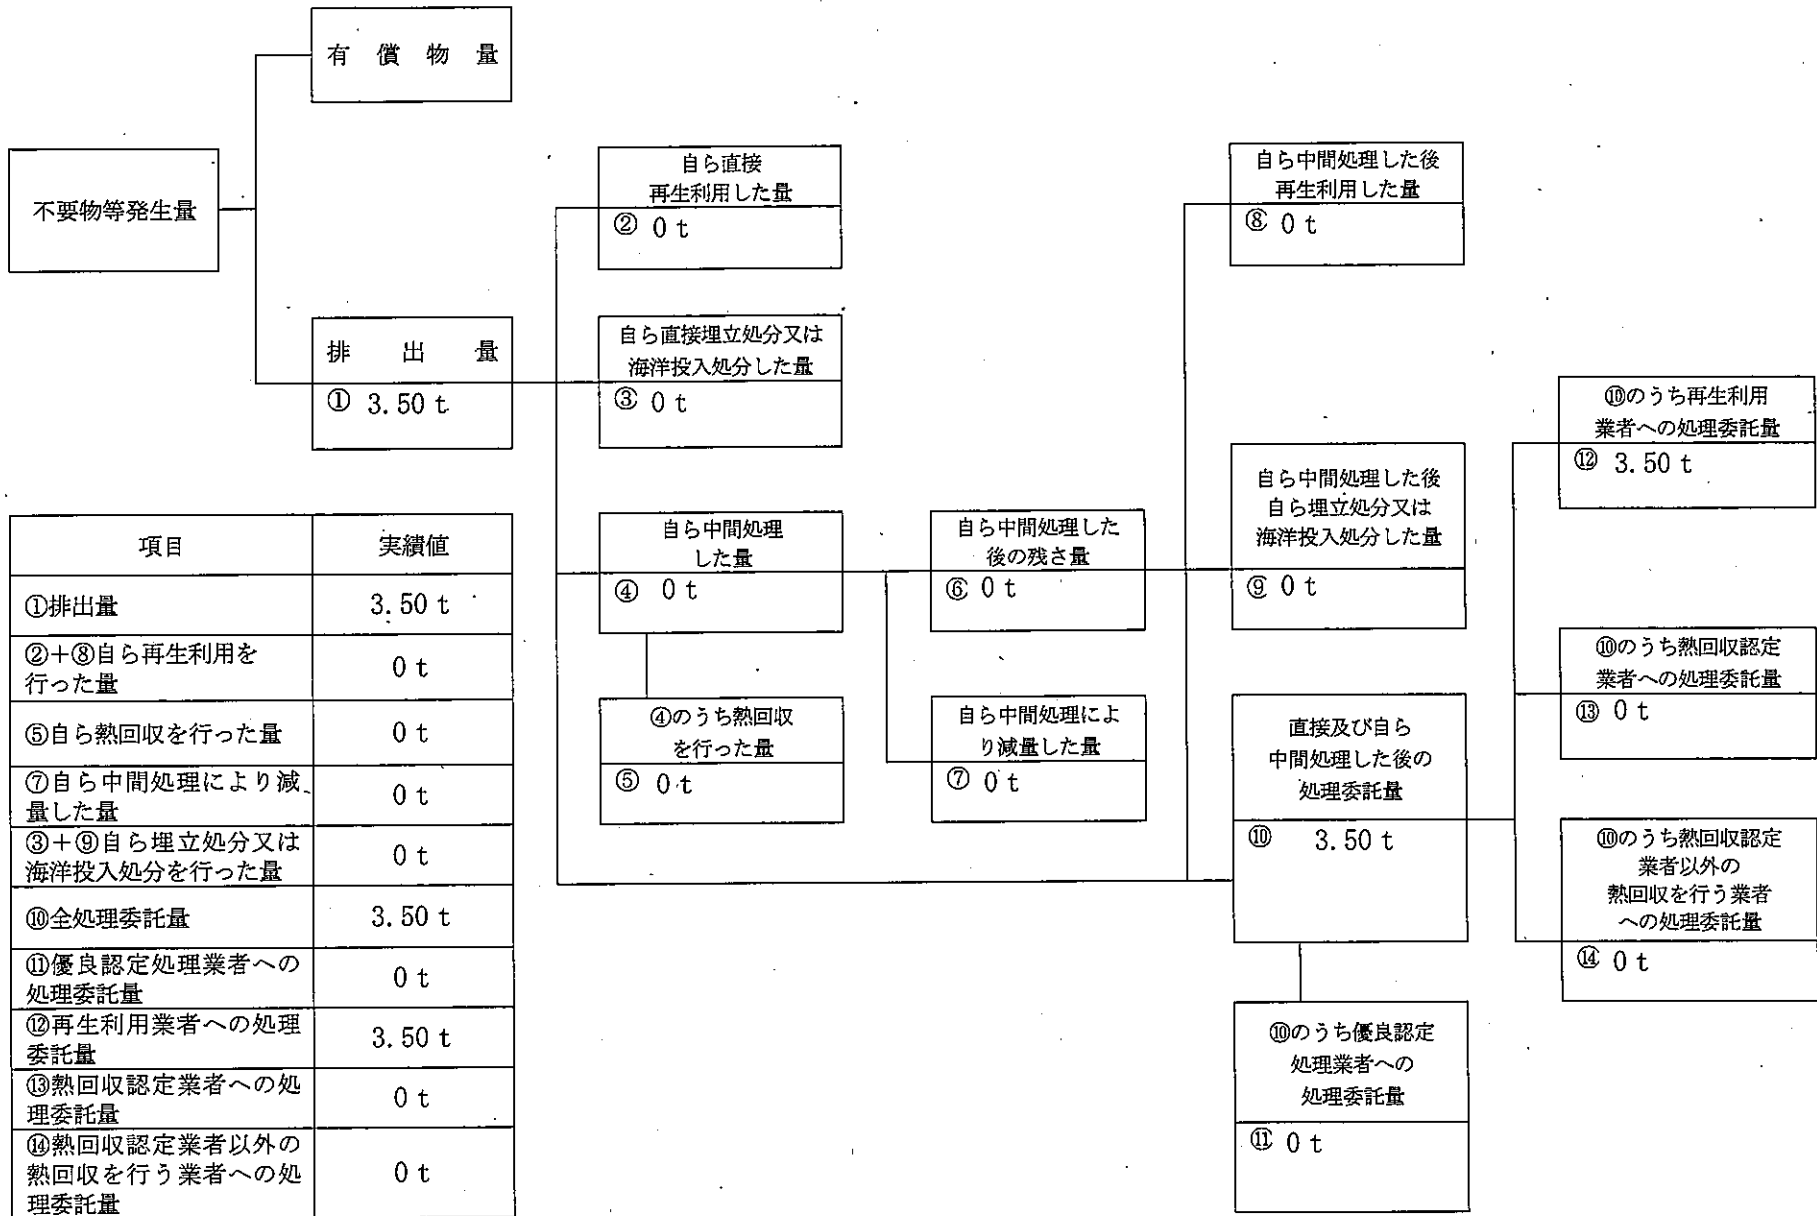 有償物量
不要物等発生量
排出量
① 3.50 t
自ら直接
再生利用した量
② 0 t
自ら直接埋立処分又は
海洋投入処分した量
③ 0 t
自ら中間処理
した量
④ 0 t
④のうち熱回収
を行った量
⑤ 0 t
自ら中間処理した
後の残さ量
⑥ 0 t
自ら中間処理によ
り減量した量
⑦ 0 t
自ら中間処理した後
再生利用した量
⑧ 0 t
自ら中間処理した後
自ら埋立処分又は
海洋投入処分した量
⑨ 0 t
直接及び自ら
中間処理した後の
処理委託量
⑩ 3.50 t
⑩のうち優良認定
処理業者への
処理委託量
⑪ 0 t
⑩のうち再生利用
業者への処理委託量
⑫ 3.50 t
⑩のうち熱回収認定
業者への処理委託量
⑬ 0 t
⑩のうち熱回収認定
業者以外の
熱回収を行う業者
への処理委託量
⑭ 0 t
項目 実績値
①排出量 3.50 t
②+⑧自ら再生利用を
行った量 0 t
⑤自ら熱回収を行った量 0 t
⑦自ら中間処理により減
量した量 0 t
③+⑨自ら埋立処分又は
海洋投入処分を行った量 0 t
⑩全処理委託量 3.50 t
⑪優良認定処理業者への
処理委託量 0 t
⑫再生利用業者への処理
委託量 3.50 t
⑬熱回収認定業者への処
理委託量 0 t
⑭熱回収認定業者以外の
熱回収を行う業者への処
理委託量 0 t